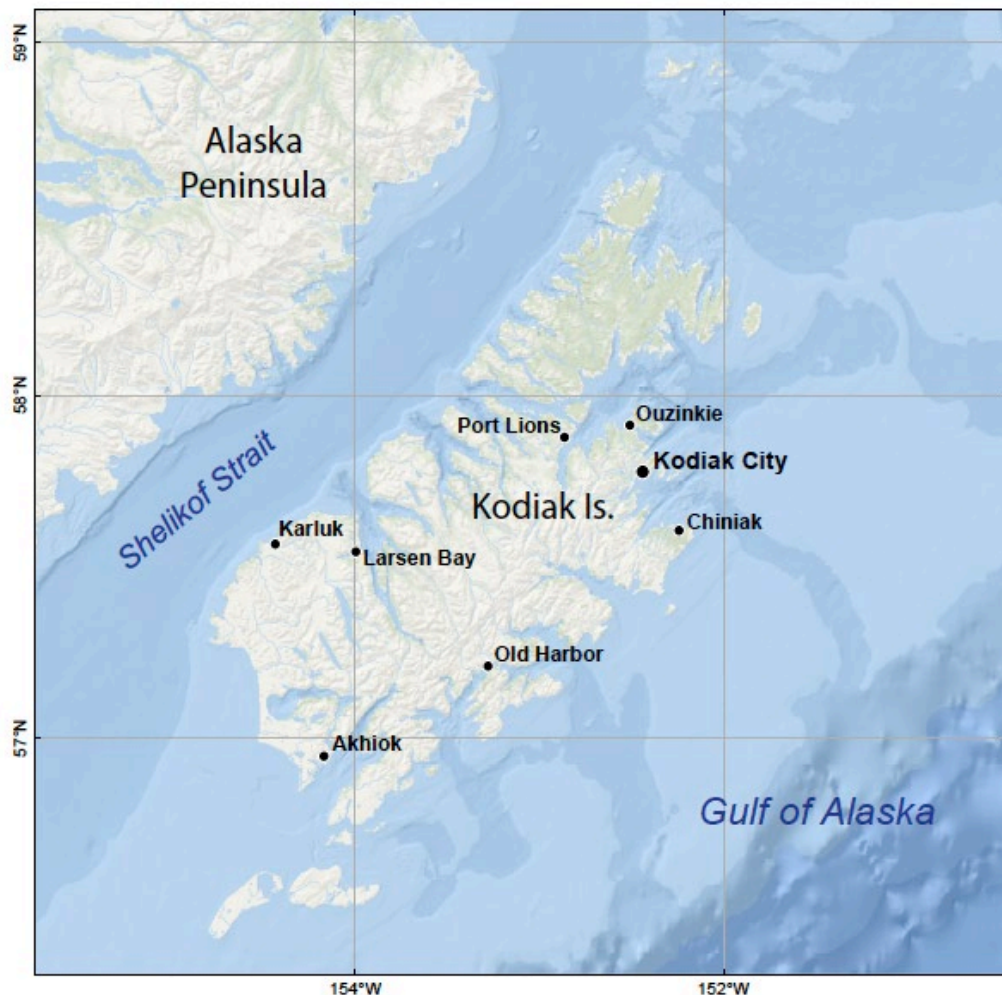 59°N
Alaska
Peninsula
58°N
Ouzinkie
Port Lions
Kodiak City
Kodiak Is.
Shelikof Strait
Chiniak
Karluk
Larsen Bay
Old Harbor
57°N
Akhiok
Gulf of Alaska
154°W
152°W